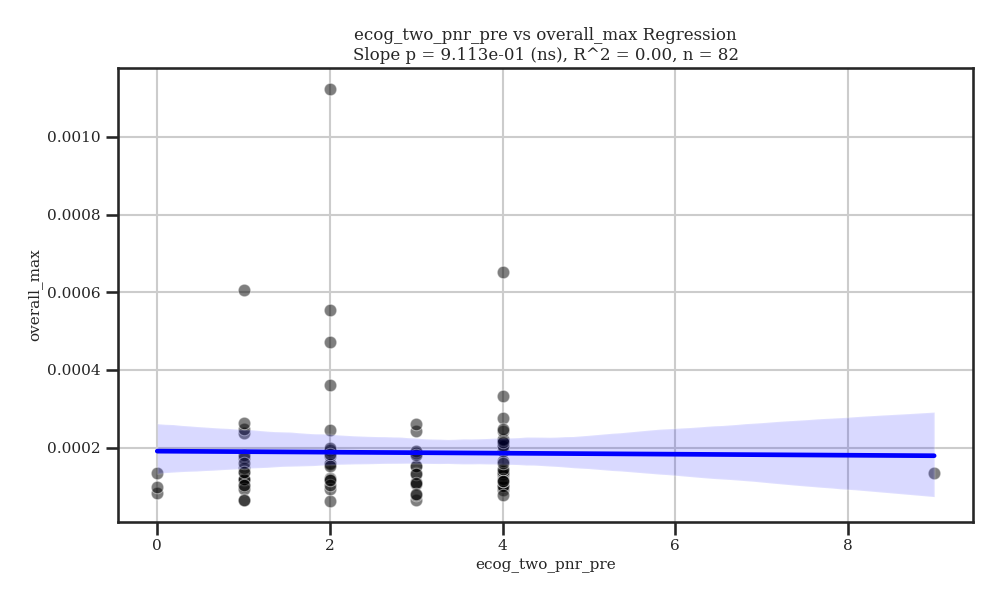 ecog_two_pnr_pre vs overall_max Regression
Slope p = 9.113e-01 (ns), R^2 = 0.00, n = 82
0.0010
0.0008
0.0006
0.0004
0.0002
overall_max
0 2 4 6 8
ecog_two_pnr_pre